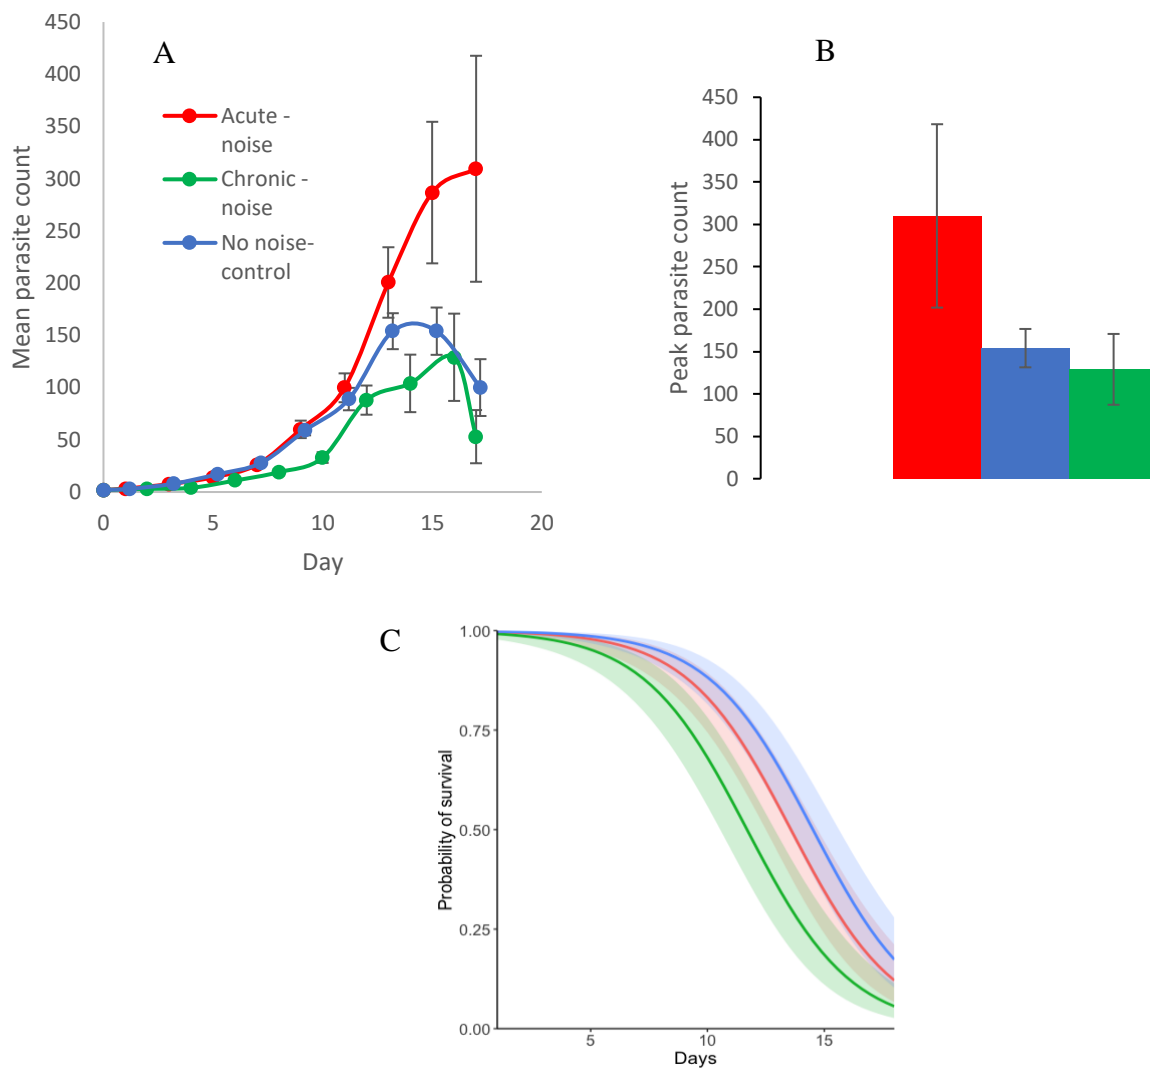 A
450
400
350
300
250
200
150
100
50
0
Mean parasite count
Acute -
noise
Chronic -
noise
No noise-
control
0 5 10 15 20
Day
B
450
400
350
300
250
200
150
100
50
0
Peak parasite count
C
1.00
0.75
0.50
0.25
0.00
Probability of survival
5 10 15
Days